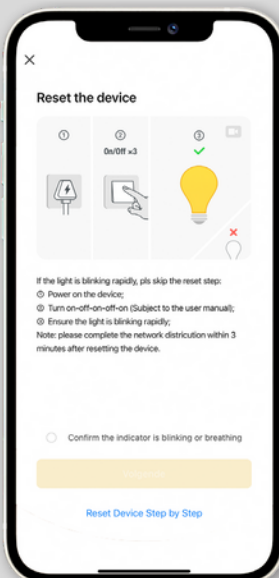 Reset the device
① ② ③
On/Off ×3
If the light is blinking rapidly, pls skip the reset step:
① Power on the device;
② Turn on-off-on-off-on (Subject to the user manual);
③ Ensure the light is blinking rapidly;
Note: please complete the network districution within 3
minutes after resetting the device.
Confirm the indicator is blinking or breathing
Reset Device Step by Step